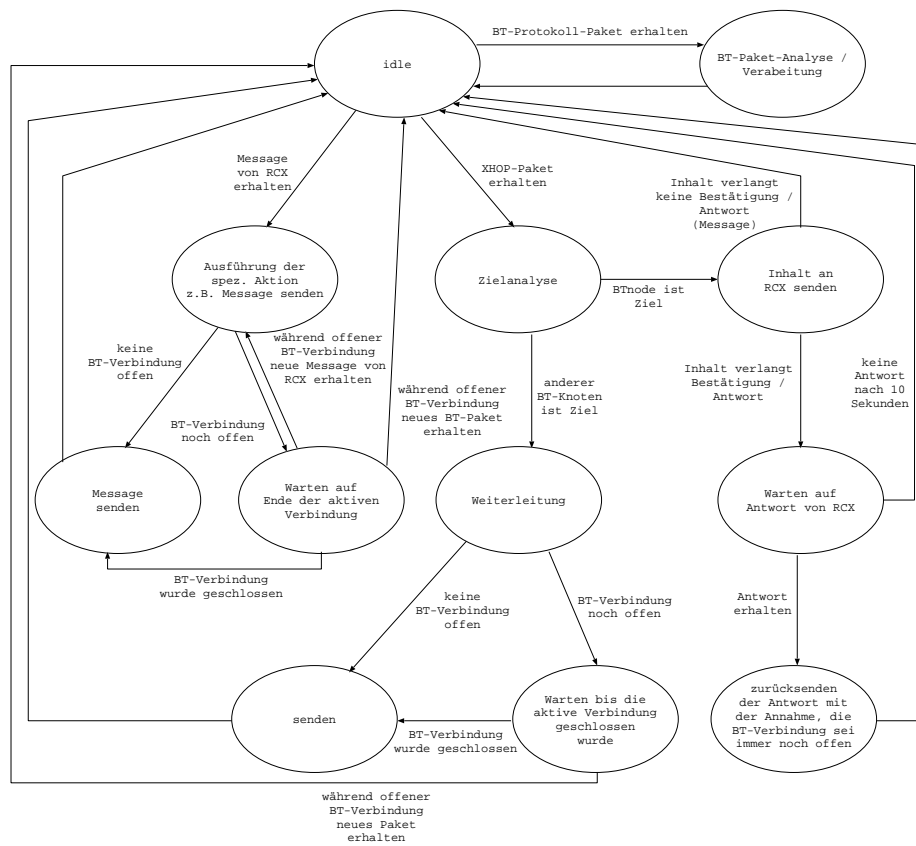 BT-Protokoll-Paket erhalten
idle
BT-Paket-Analyse /
Verabeitung
Message
von RCX
erhalten
XHOP-Paket
erhalten
Inhalt verlangt
keine Bestätigung /
Antwort
(Message)
Ausführung der
spez. Aktion
z.B. Message senden
Zielanalyse
BTnode ist
Ziel
Inhalt an
RCX senden
keine
BT-Verbindung
offen
während offener
BT-Verbindung
neue Message von
RCX erhalten
während offener
BT-Verbindung
neues BT-Paket
erhalten
anderer
BT-Knoten
ist Ziel
Inhalt verlangt
Bestätigung /
Antwort
keine
Antwort
nach 10
Sekunden
BT-Verbindung
noch offen
Message
senden
Warten auf
Ende der aktiven
Verbindung
Weiterleitung
Warten auf
Antwort von RCX
BT-Verbindung
wurde geschlossen
keine
BT-Verbindung
offen
BT-Verbindung
noch offen
Antwort
erhalten
senden
BT-Verbindung
wurde geschlossen
Warten bis die
aktive Verbindung
geschlossen
wurde
zurücksenden
der Antwort mit
der Annahme, die
BT-Verbindung sei
immer noch offen
während offener
BT-Verbindung
neues Paket
erhalten